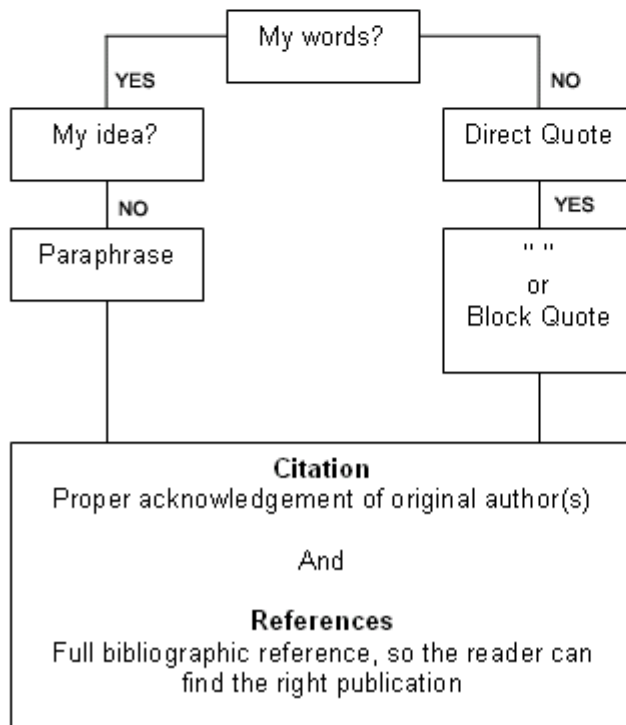 My words?
YES
NO
My idea?
Direct Quote
NO
YES
Paraphrase
" "
or
Block Quote
Citation
Proper acknowledgement of original author(s)
And
References
Full bibliographic reference, so the reader can
find the right publication